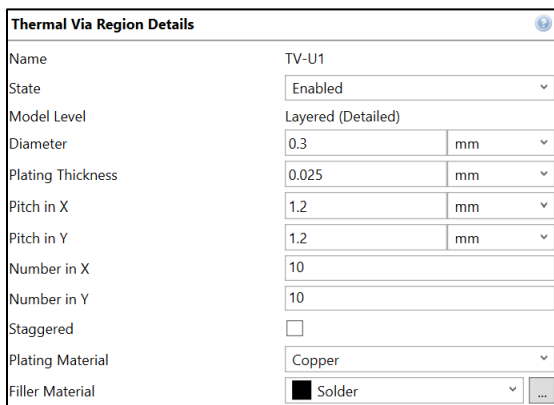 Thermal Via Region Details ?
Name TV-U1
State Enabled
Model Level Layered (Detailed)
Diameter 0.3 mm
Plating Thickness 0.025 mm
Pitch in X 1.2 mm
Pitch in Y 1.2 mm
Number in X 10
Number in Y 10
Staggered
Plating Material Copper
Filler Material Solder ...